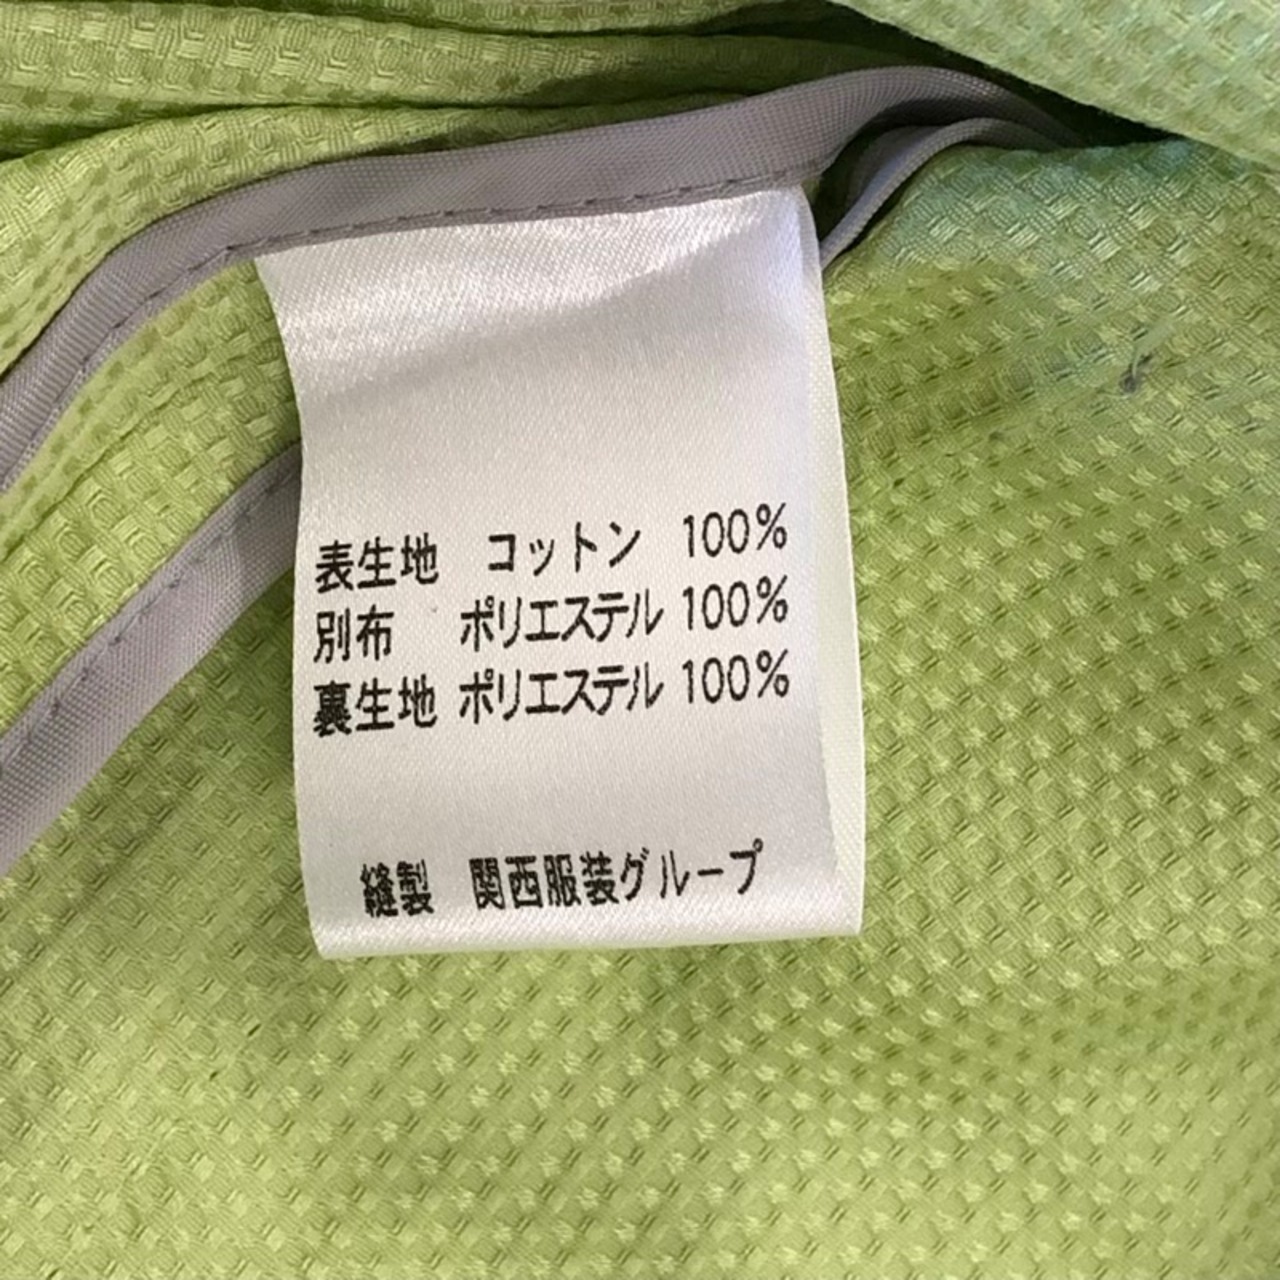 表生地 コットン 100%
別布 ポリエステル 100%
裏生地 ポリエステル 100%
縫製 関西服装グループ